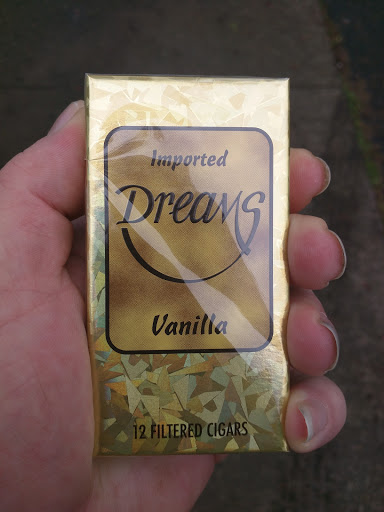 Imported
Dreams
Vanilla
12 FILTERED CIGARS